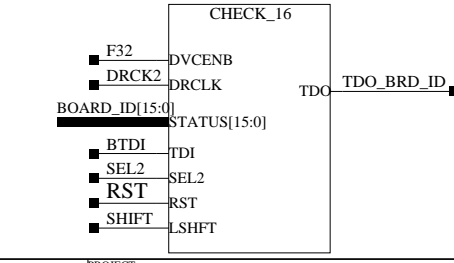 CHECK_16
F32
DVCENB
DRCK2
DRCLK
TDO
TDO_BRD_ID
BOARD_ID[15:0]
STATUS[15:0]
BTDI
TDI
SEL2
SEL2
RST
RST
SHIFT
LSHFT